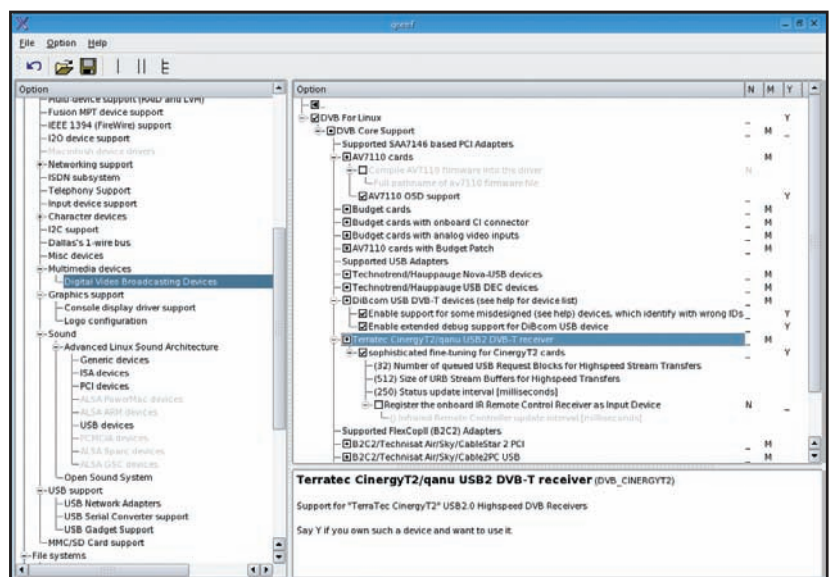 qconf
File Option Help
Option
Multi-device support (RAID and LVM)
Fusion MPT device support
IEEE 1394 (FireWire) support
I2O device support
Macintosh device drivers
Networking support
ISDN subsystem
Telephony Support
Input device support
Character devices
I2C support
Dallas's 1-wire bus
Misc devices
Multimedia devices
Digital Video Broadcasting Devices
Graphics support
Console display driver support
Logo configuration
Sound
Advanced Linux Sound Architecture
Generic devices
ISA devices
PCI devices
ALSA PowerMac devices
ALSA ARM devices
USB devices
PCMCIA devices
ALSA Sparc devices
ALSA GSC devices
Open Sound System
USB support
USB Network Adapters
USB Serial Converter support
USB Gadget Support
MMC/SD Card support
File systems
Option N M Y
..
DVB For Linux _ Y
DVB Core Support _ M _
Supported SAA7146 based PCI Adapters
AV7110 cards M
Compile AV7110 firmware into the driver N
Full pathname of av7110 firmware file
AV7110 OSD support _ Y
Budget cards _ M
Budget cards with onboard CI connector _ M
Budget cards with analog video inputs _ M
AV7110 cards with Budget Patch _ M
Supported USB Adapters
Technotrend/Hauppauge Nova-USB devices _ M
Technotrend/Hauppauge USB DEC devices _ M
DiBcom USB DVB-T devices (see help for device list) _ M
Enable support for some misdesigned (see help) devices, which identify with wrong IDs _ Y
Enable extended debug support for DiBcom USB device _ Y
Terratec CinergyT2/qanu USB2 DVB-T receiver _ M
sophisticated fine-tuning for CinergyT2 cards _ Y
(32) Number of queued USB Request Blocks for Highspeed Stream Transfers
(512) Size of URB Stream Buffers for Highspeed Transfers
(250) Status update interval [milliseconds]
Register the onboard IR Remote Control Receiver as Input Device N _
() Infrared Remote Controller update interval [milliseconds]
Supported FlexCopII (B2C2) Adapters
B2C2/Technisat Air/Sky/CableStar 2 PCI _ M
B2C2/Technisat Air/Sky/Cable2PC USB _ M
Terratec CinergyT2/qanu USB2 DVB-T receiver (DVB_CINERGYT2)
Support for "TerraTec CinergyT2" USB2.0 Highspeed DVB Receivers
Say Y if you own such a device and want to use it.